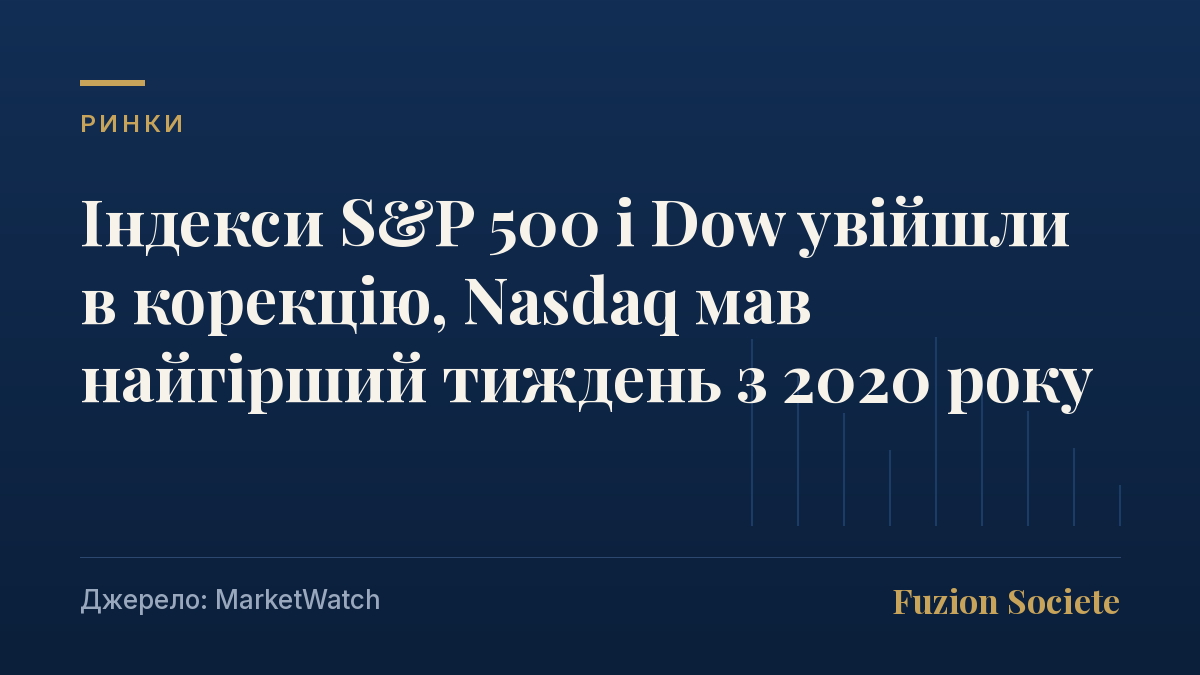 РИНКИ
Індекси S&P 500 і Dow увійшли
в корекцію, Nasdaq мав
найгірший тиждень з 2020 року
Джерело: MarketWatch
Fuzion Societe